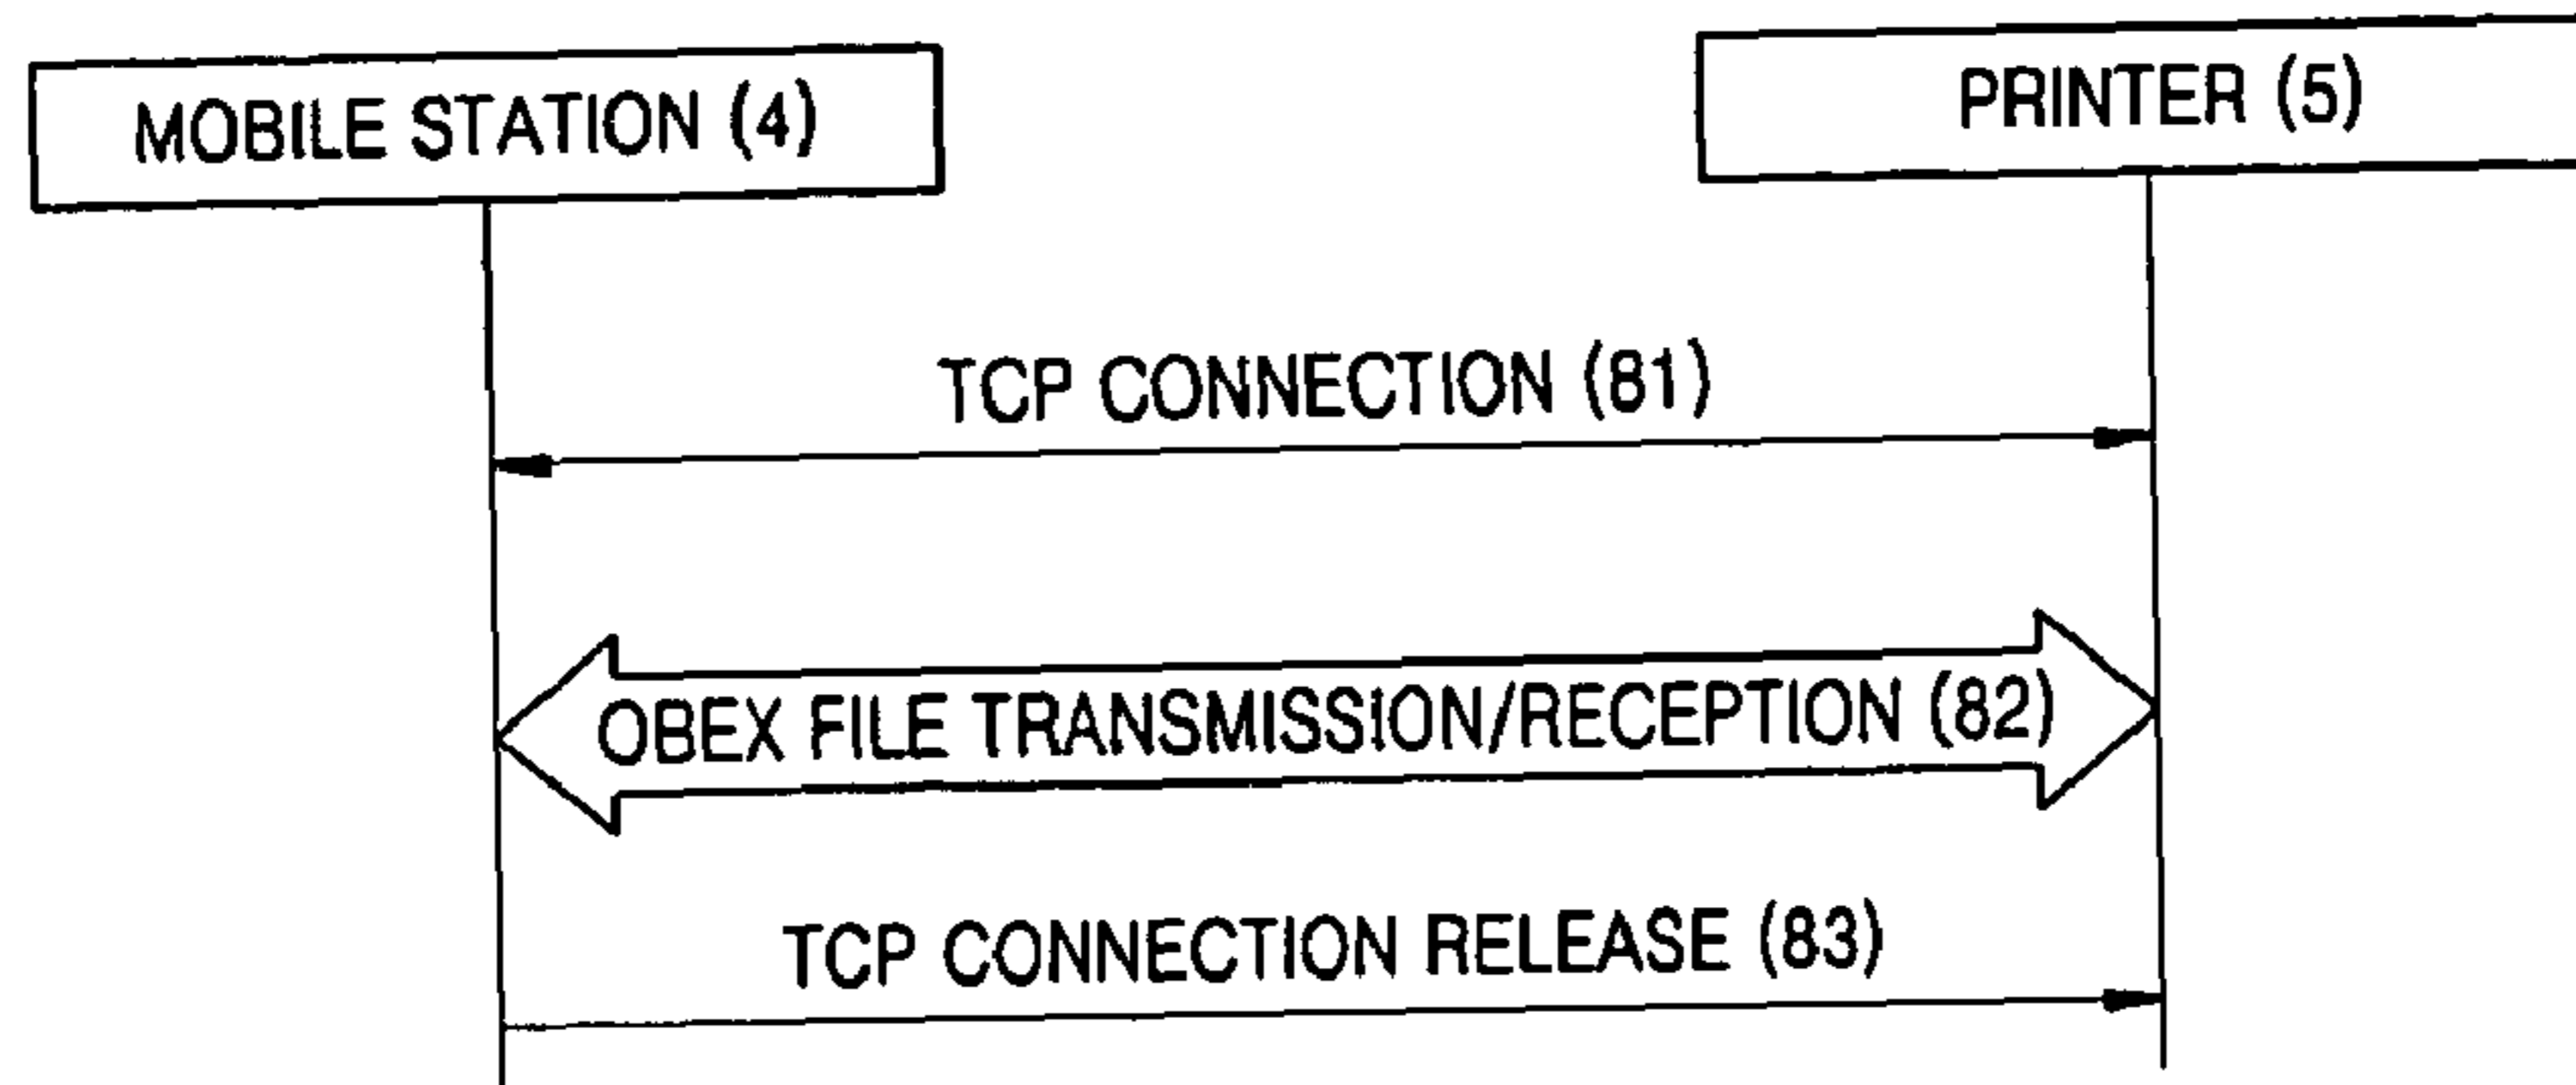 MOBILE STATION (4)
PRINTER (5)
TCP CONNECTION (81)
OBEX FILE TRANSMISSION/RECEPTION (82)
TCP CONNECTION RELEASE (83)